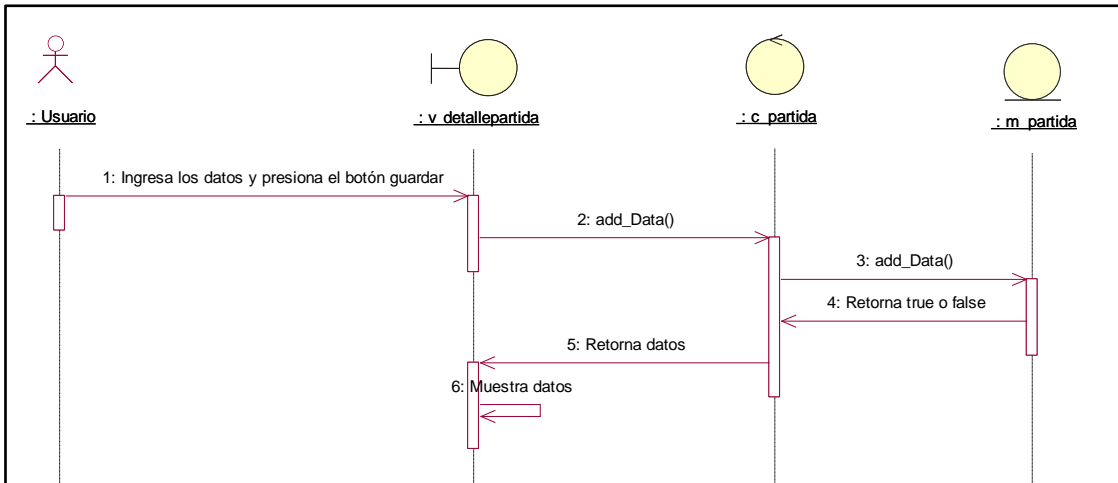 : Usuario
: v_detallepartida
: c_partida
: m_partida
1: Ingresa los datos y presiona el botón guardar
2: add_Data()
3: add_Data()
4: Retorna true o false
5: Retorna datos
6: Muestra datos